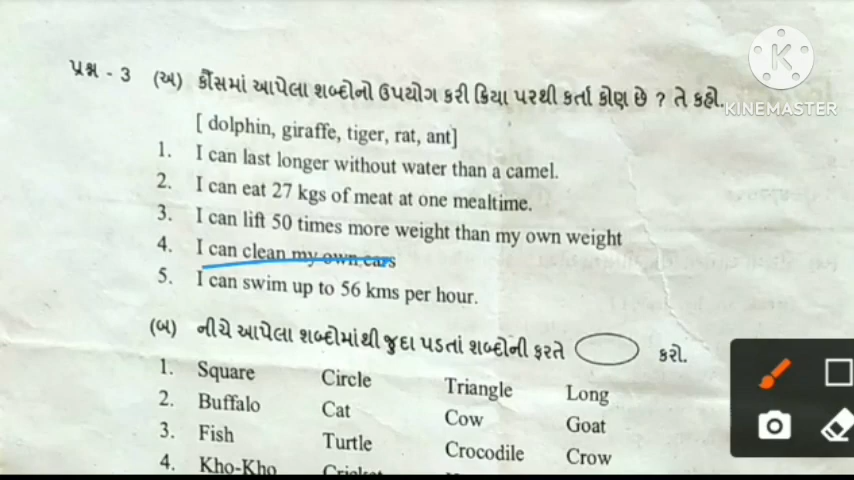 K
KINEMASTER
પ્રશ્ન - 3 (અ) કૌંસમાં આપેલા શબ્દોનો ઉપયોગ કરી ક્રિયા પરથી કર્તા કોણ છે ? તે કહો.
[ dolphin, giraffe, tiger, rat, ant]
1. I can last longer without water than a camel.
2. I can eat 27 kgs of meat at one mealtime.
3. I can lift 50 times more weight than my own weight
4. I can clean my own ears
5. I can swim up to 56 kms per hour.
(બ) નીચે આપેલા શબ્દોમાંથી જુદા પડતાં શબ્દોની ફરતે કરો.
1. Square Circle Triangle Long
2. Buffalo Cat Cow Goat
3. Fish Turtle Crocodile Crow
4. Kho-Kho Cricket